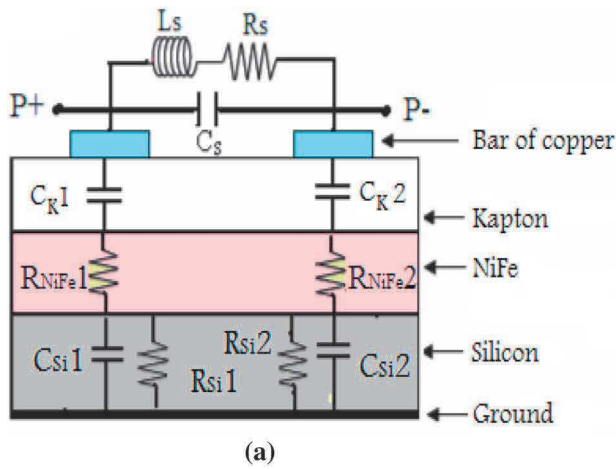 Ls Rs
P+ P-
Cs
Bar of copper
CK1 CK2
Kapton
RNiFe1 RNiFe2
NiFe
Csi1 Rsi1 Rsi2 Csi2
Silicon
Ground
(a)